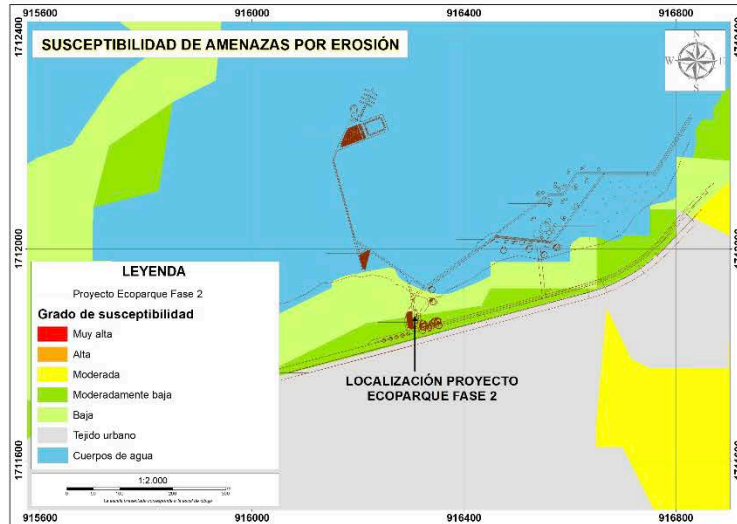 915600 916000 916400 916800
1712400 1712400
SUSCEPTIBILIDAD DE AMENAZAS POR EROSIÓN
S
W E
S
1712000
LEYENDA
Proyecto Ecoparque Fase 2
Grado de susceptibilidad
Muy alta
Alta
Moderada
Moderadamente baja
Baja
Tejido urbano
Cuerpos de agua
LOCALIZACIÓN PROYECTO
ECOPARQUE FASE 2
1:2.000
1711600 1711600
915600 916000 916400 916800